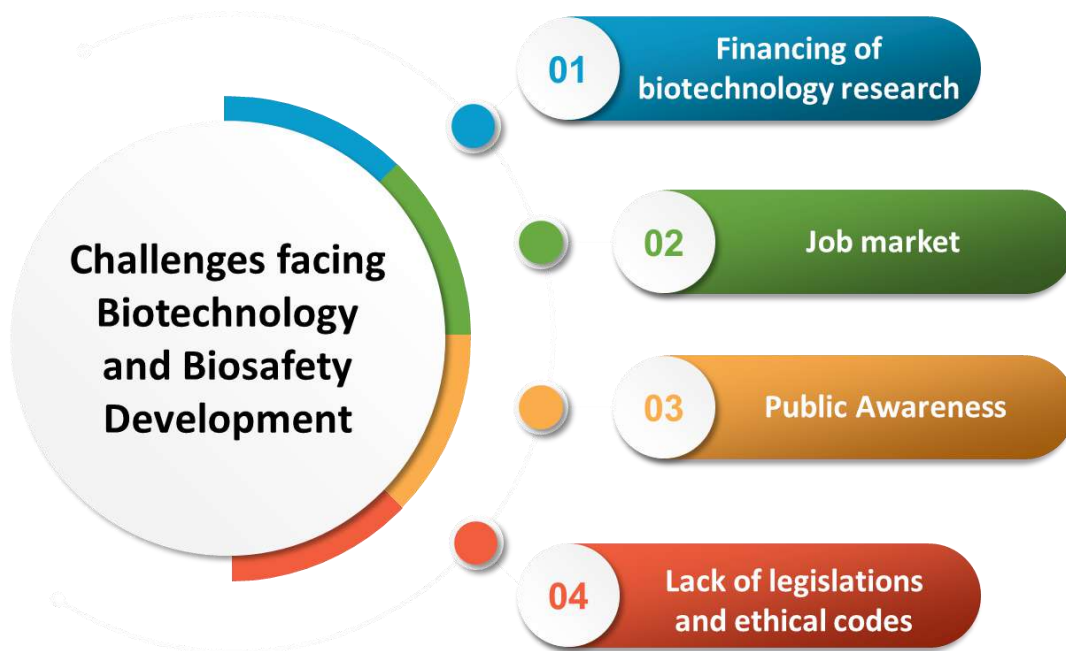 Challenges facing
Biotechnology
and Biosafety
Development
01
Financing of
biotechnology research
02
Job market
03
Public Awareness
04
Lack of legislations
and ethical codes